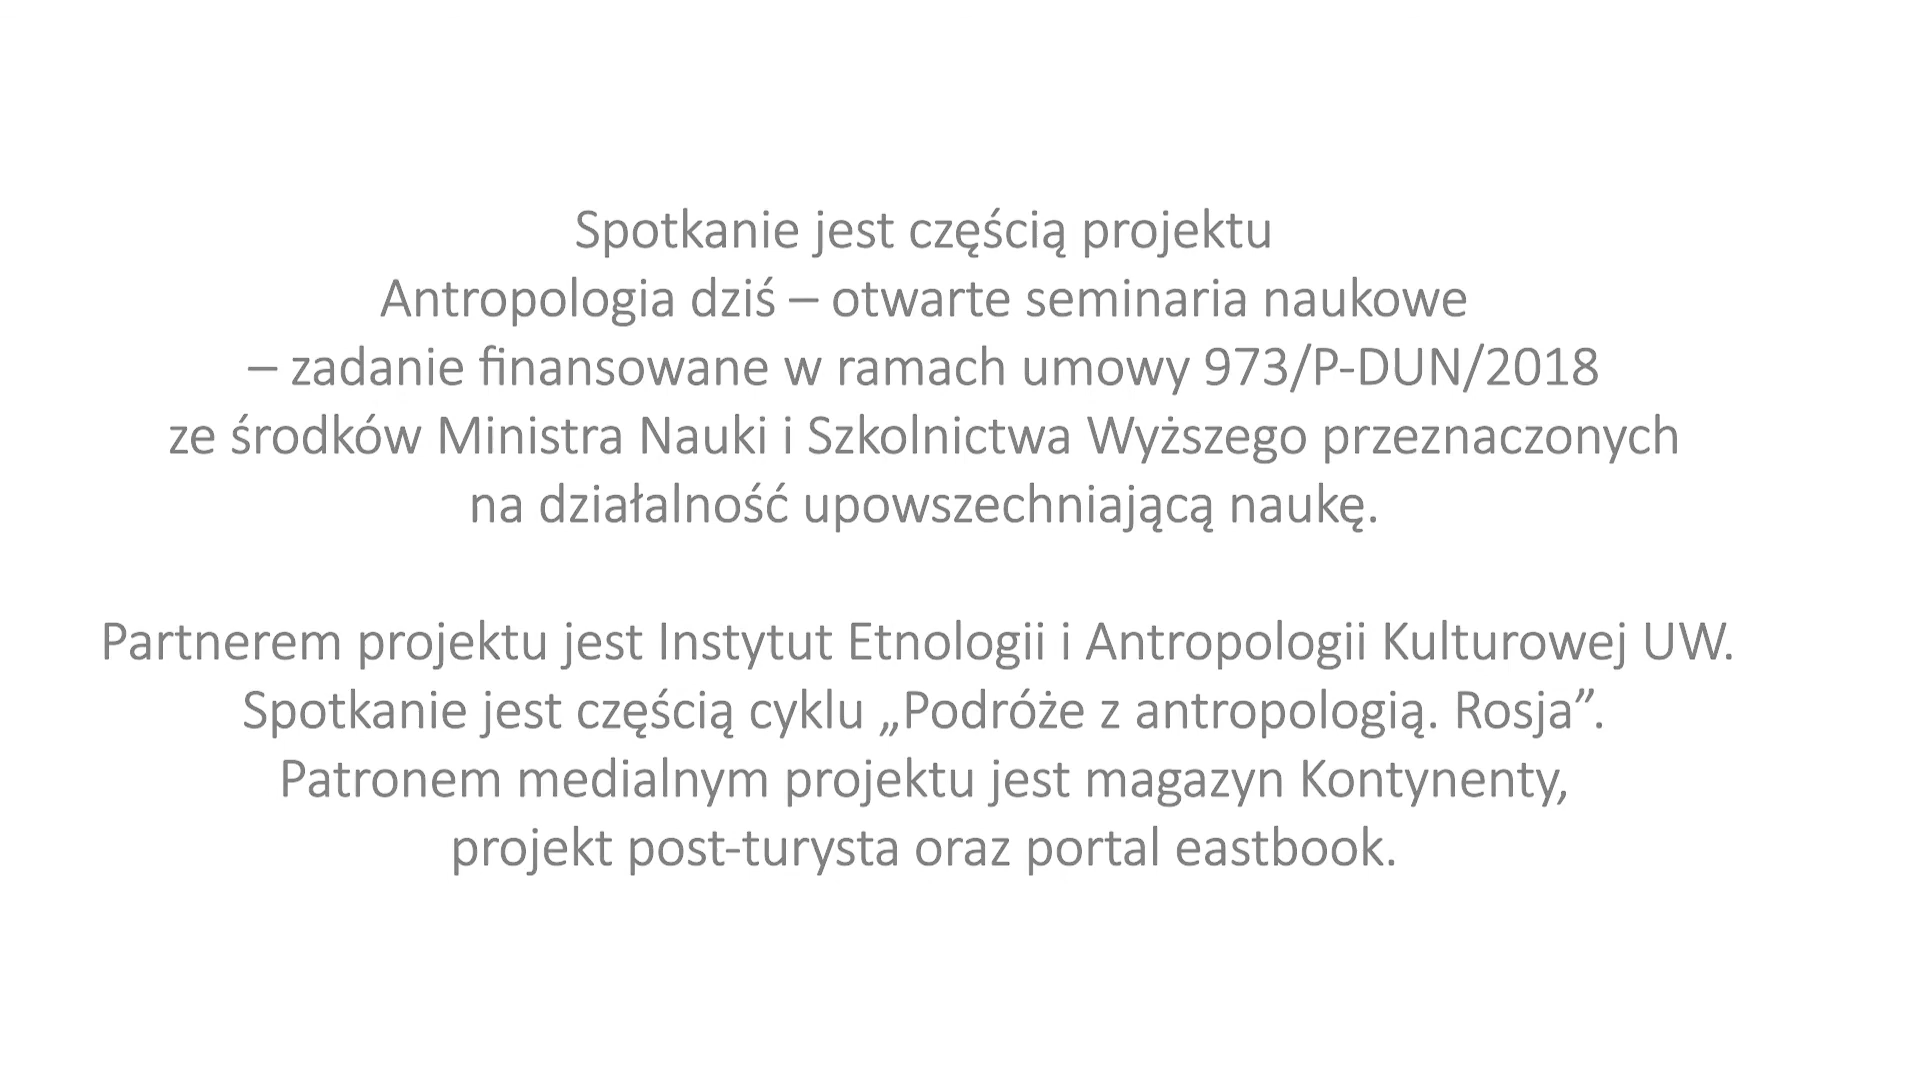 Spotkanie jest częścią projektu
Antropologia dziś – otwarte seminaria naukowe
– zadanie finansowane w ramach umowy 973/P-DUN/2018
ze środków Ministra Nauki i Szkolnictwa Wyższego przeznaczonych
na działalność upowszechniającą naukę.
Partnerem projektu jest Instytut Etnologii i Antropologii Kulturowej UW.
Spotkanie jest częścią cyklu „Podróże z antropologią. Rosja”.
Patronem medialnym projektu jest magazyn Kontynenty,
projekt post-turysta oraz portal eastbook.